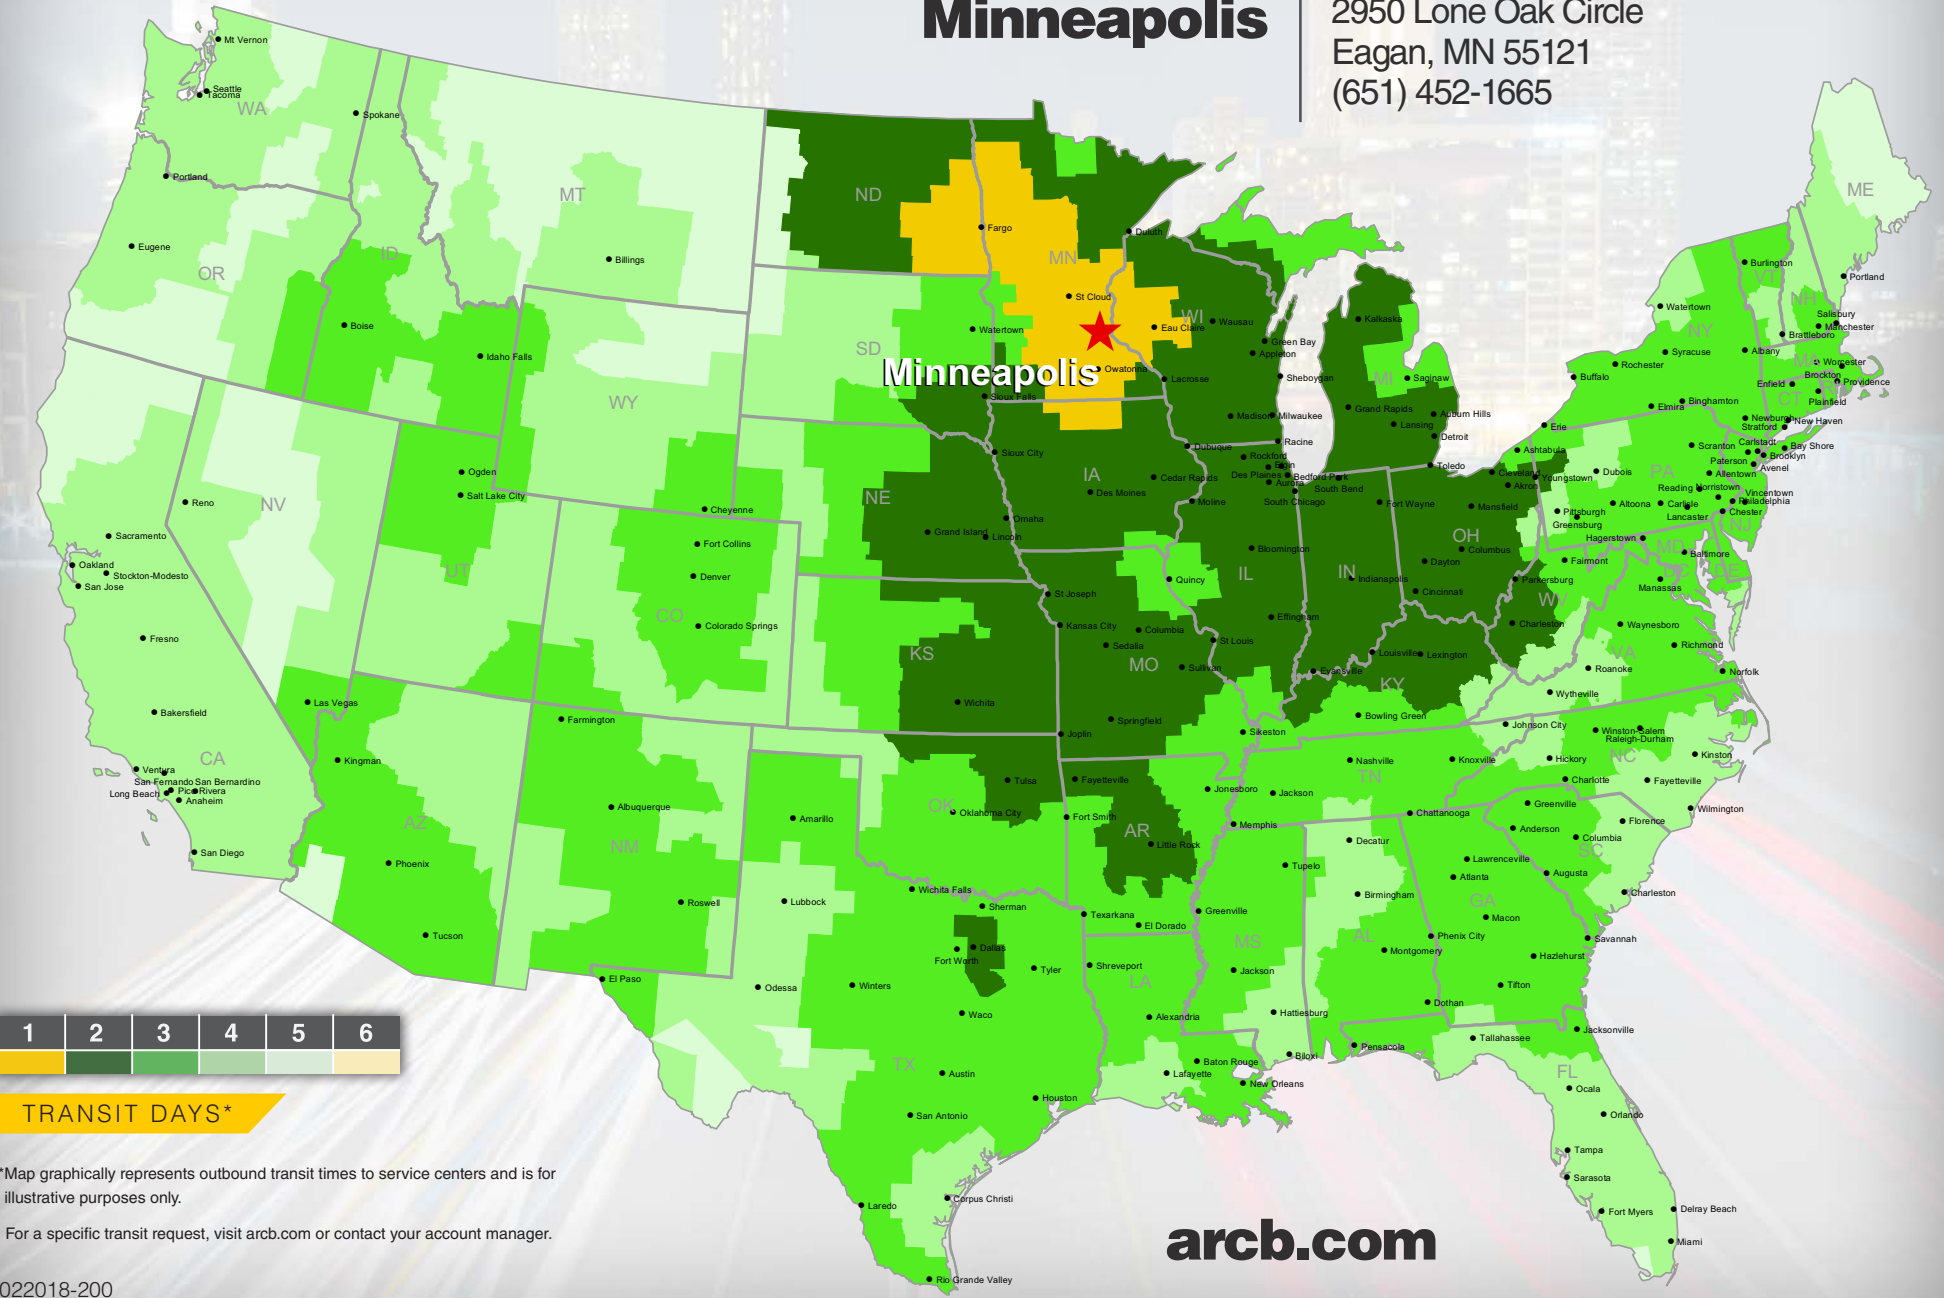 Minneapolis
2950 Lone Oak Circle
Eagan, MN 55121
(651) 452-1665
Mt Vernon
Seattle
Tacoma
WA
Spokane
Portland
Eugene
OR
ID
Boise
Idaho Falls
MT
Billings
WY
Cheyenne
ND
Fargo
MN
Duluth
St Cloud
SD
Watertown
Minneapolis
Owatonna
Sioux Falls
WI
Eau Claire
Wausau
Green Bay
Appleton
Sheboygan
Lacrosse
Madison
Milwaukee
Racine
Kalkaska
MI
Saginaw
Grand Rapids
Lansing
Auburn Hills
Detroit
ME
Portland
Burlington
VT
NH
Salisbury
Manchester
Brattleboro
Watertown
NY
Syracuse
Rochester
Buffalo
Albany
MA
Worcester
Brockton
Providence
Enfield
CT
Plainfield
Binghamton
Elmira
Newburgh
New Haven
Stratford
Erie
Scranton
Carlstadt
Bay Shore
Brooklyn
Paterson
Avenel
Allentown
PA
Dubois
Reading
Norristown
Vincentown
Philadelphia
Altoona
Carlisle
Lancaster
Chester
Pittsburgh
Greensburg
NJ
Hagerstown
MD
Baltimore
DC
DE
Manassas
Fairmont
Ashtabula
Cleveland
Akron
Youngstown
Toledo
Mansfield
OH
Columbus
Dayton
Cincinnati
Parkersburg
WV
Charleston
Waynesboro
Richmond
VA
Roanoke
Norfolk
Wytheville
Sioux City
IA
Dubuque
Cedar Rapids
Des Moines
Moline
Rockford
Elgin
Des Plaines
Bedford Park
Aurora
South Chicago
South Bend
Fort Wayne
Bloomington
IL
IN
Indianapolis
Quincy
Effingham
St Louis
Evansville
Louisville
Lexington
KY
Bowling Green
NE
Grand Island
Omaha
Lincoln
St Joseph
Kansas City
Columbia
Sedalia
MO
Sullivan
Springfield
Joplin
Sikeston
KS
Wichita
Reno
NV
Las Vegas
Ogden
Salt Lake City
UT
Fort Collins
Denver
CO
Colorado Springs
Sacramento
Oakland
Stockton-Modesto
San Jose
Fresno
Bakersfield
CA
Ventura
San Fernando
San Bernardino
Long Beach
Pico Rivera
Anaheim
San Diego
Kingman
AZ
Phoenix
Tucson
Farmington
Albuquerque
NM
Roswell
El Paso
Amarillo
Lubbock
Odessa
Winters
OK
Tulsa
Oklahoma City
Wichita Falls
Sherman
Dallas
Fort Worth
Tyler
Waco
TX
Austin
San Antonio
Houston
Laredo
Corpus Christi
Rio Grande Valley
Fayetteville
Fort Smith
AR
Little Rock
Jonesboro
Texarkana
El Dorado
Shreveport
LA
Alexandria
Baton Rouge
Lafayette
New Orleans
Memphis
Jackson
Nashville
TN
Knoxville
Johnson City
Chattanooga
Tupelo
Greenville
MS
Jackson
Hattiesburg
Biloxi
Decatur
Birmingham
AL
Montgomery
Phenix City
Dothan
Winston-Salem
Raleigh-Durham
NC
Hickory
Charlotte
Fayetteville
Kinston
Wilmington
Greenville
Anderson
Florence
Columbia
SC
Charleston
Lawrenceville
Atlanta
Augusta
GA
Macon
Savannah
Hazlehurst
Tifton
Pensacola
Tallahassee
Jacksonville
FL
Ocala
Orlando
Tampa
Sarasota
Fort Myers
Delray Beach
Miami
1 2 3 4 5 6
TRANSIT DAYS*
*Map graphically represents outbound transit times to service centers and is for
illustrative purposes only.
For a specific transit request, visit arcb.com or contact your account manager.
022018-200
arcb.com